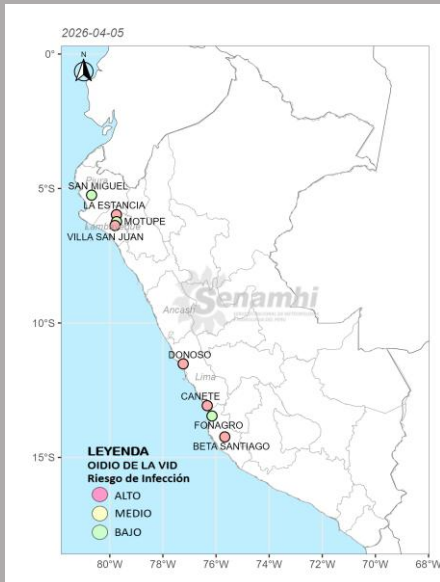 2026-04-05
0°
N
Piura
SAN MIGUEL
5°S
LA ESTANCIA
MOTUPE
Lambayeque
VILLA SAN JUAN
Senamhi
Ancash
10°S
DONOSO
Lima
CANETE
FONAGRO
BETA SANTIAGO
LEYENDA
OIDIO DE LA VID
Riesgo de Infección
ALTO
MEDIO
BAJO
15°S
80°W 78°W 76°W 74°W 72°W 70°W 68°W